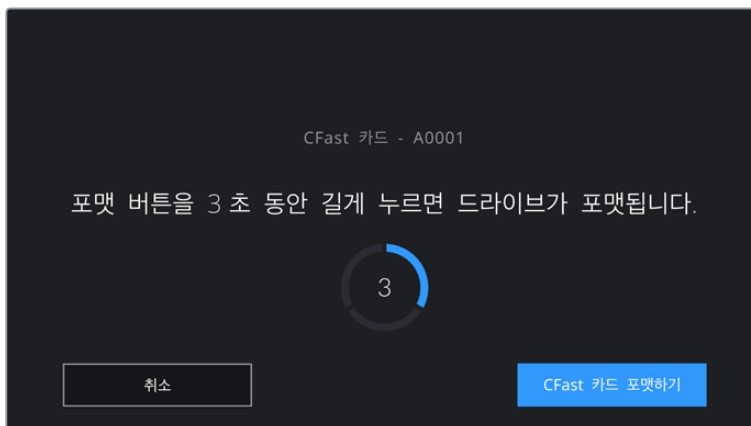 CFast 카드 - A0001
포맷 버튼을 3초 동안 길게 누르면 드라이브가 포맷됩니다.
3
취소
CFast 카드 포맷하기